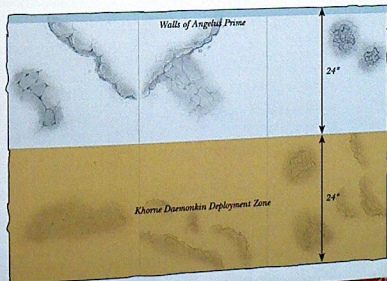 Walls of Angelus Prime
24"
Khorne Daemonkin Deployment Zone
24"